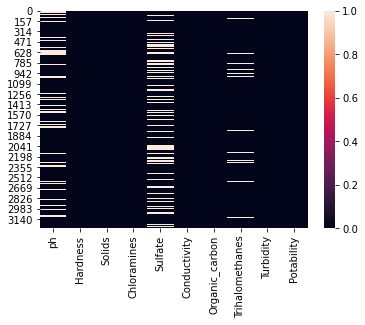 0
157
314
471
628
785
942
1099
1256
1413
1570
1727
1884
2041
2198
2355
2512
2669
2826
2983
3140
1.0
0.8
0.6
0.4
0.2
0.0
ph
Hardness
Solids
Chloramines
Sulfate
Conductivity
Organic_carbon
Trihalomethanes
Turbidity
Potability